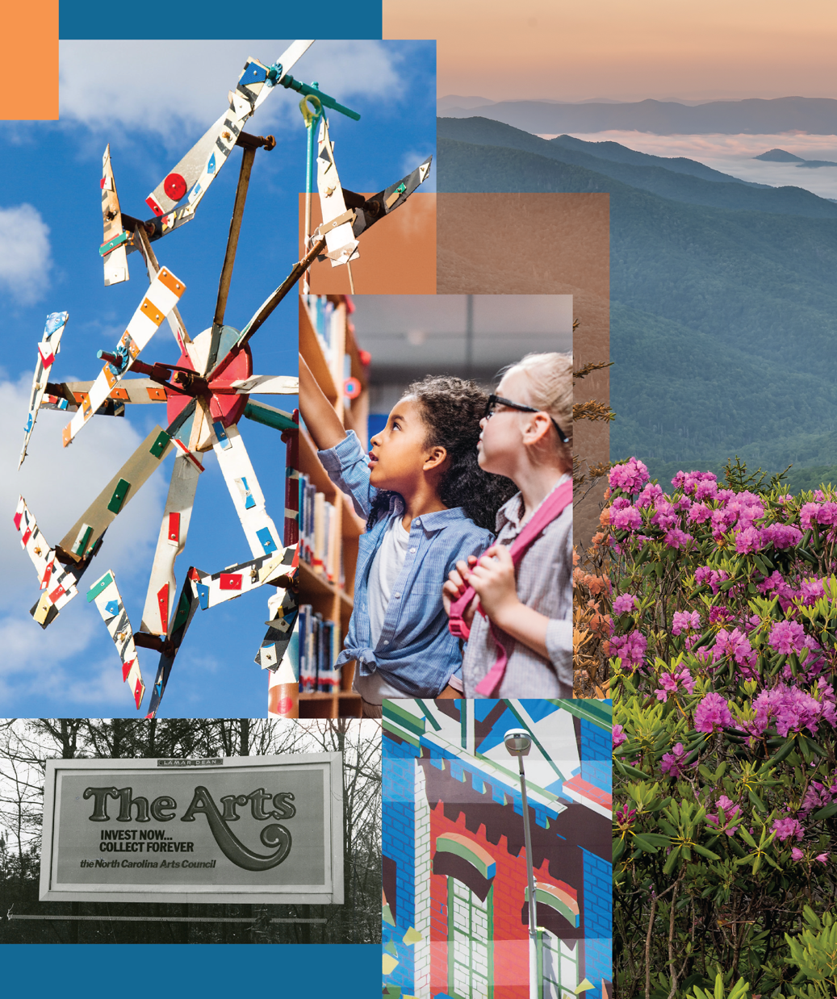 LAMAR DEAN
The Arts
INVEST NOW...
COLLECT FOREVER
the North Carolina Arts Council